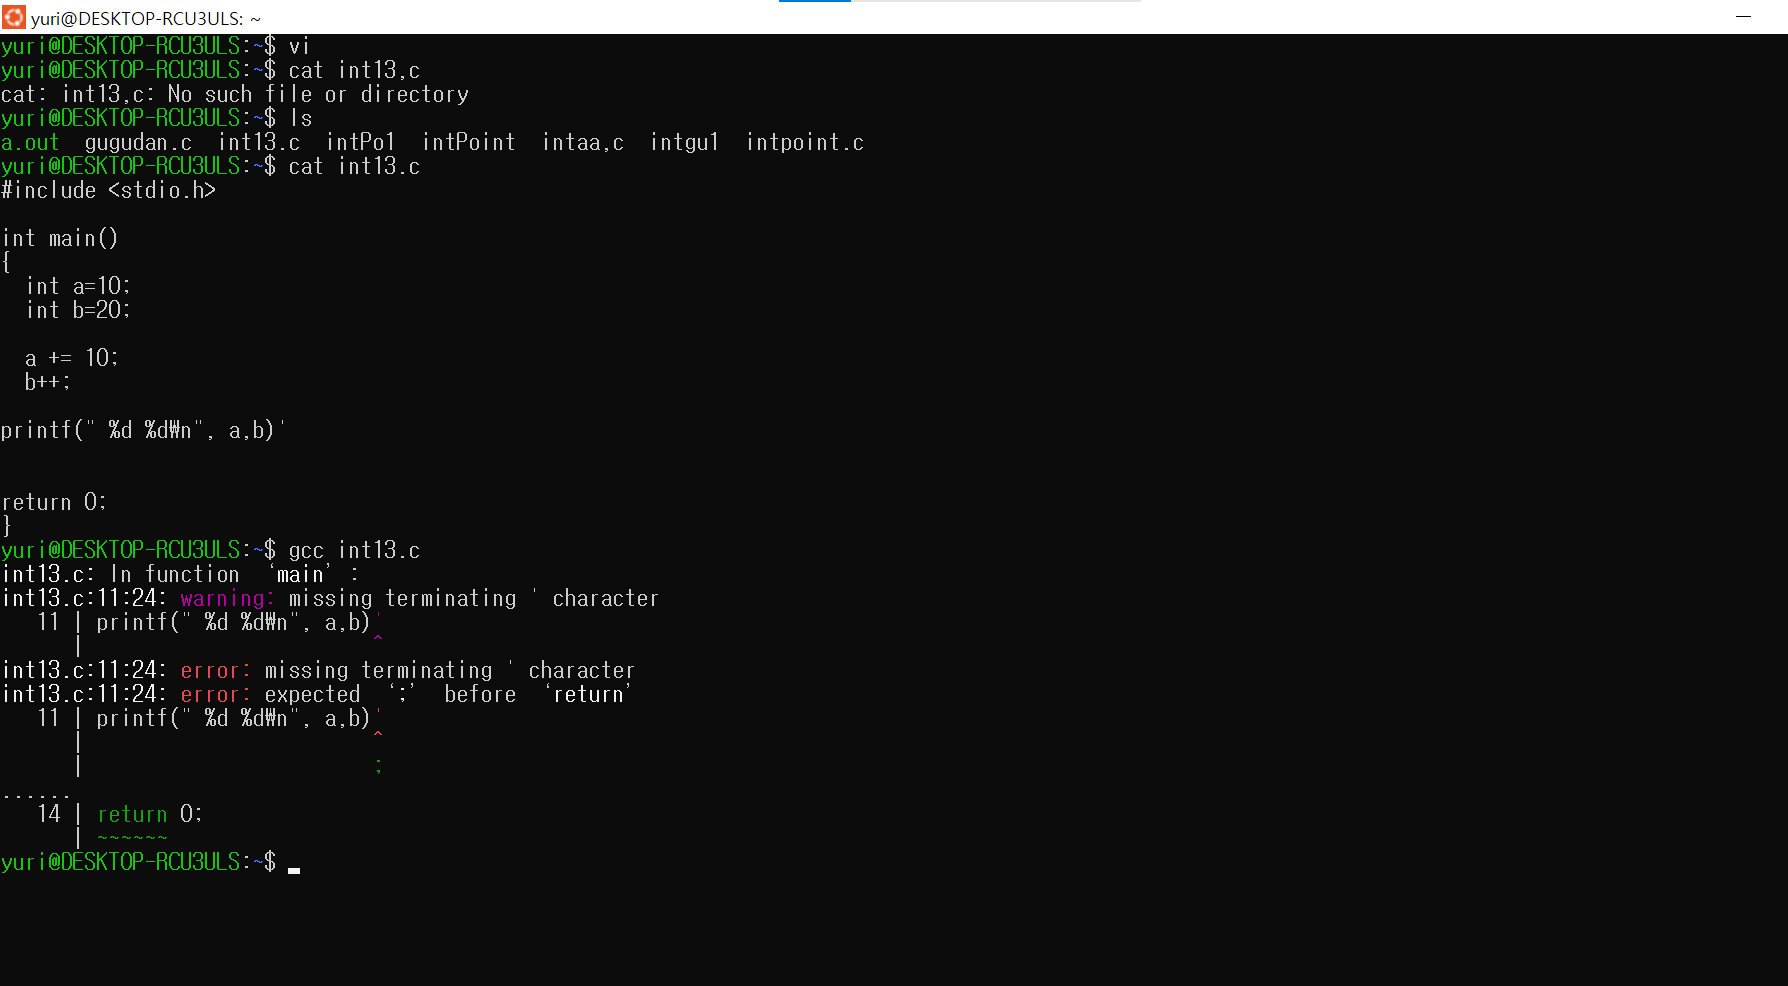 yuri@DESKTOP-RCU3ULS: ~
yuri@DESKTOP-RCU3ULS:~$ vi
yuri@DESKTOP-RCU3ULS:~$ cat int13,c
cat: int13,c: No such file or directory
yuri@DESKTOP-RCU3ULS:~$ ls
a.out  gugudan.c  int13.c  intPo1  intPoint  intaa,c  intgu1  intpoint.c
yuri@DESKTOP-RCU3ULS:~$ cat int13.c
#include <stdio.h>
int main()
{
  int a=10;
  int b=20;
  a += 10;
  b++;
printf(" %d %d₩n", a,b)'
return 0;
}
yuri@DESKTOP-RCU3ULS:~$ gcc int13.c
int13.c: In function ‘main’:
int13.c:11:24: warning: missing terminating ' character
   11 | printf(" %d %d₩n", a,b)'
      |                        ^
int13.c:11:24: error: missing terminating ' character
int13.c:11:24: error: expected ‘;’ before ‘return’
   11 | printf(" %d %d₩n", a,b)'
      |                        ^
      |                        ;
......
   14 | return 0;
      | ~~~~~~
yuri@DESKTOP-RCU3ULS:~$